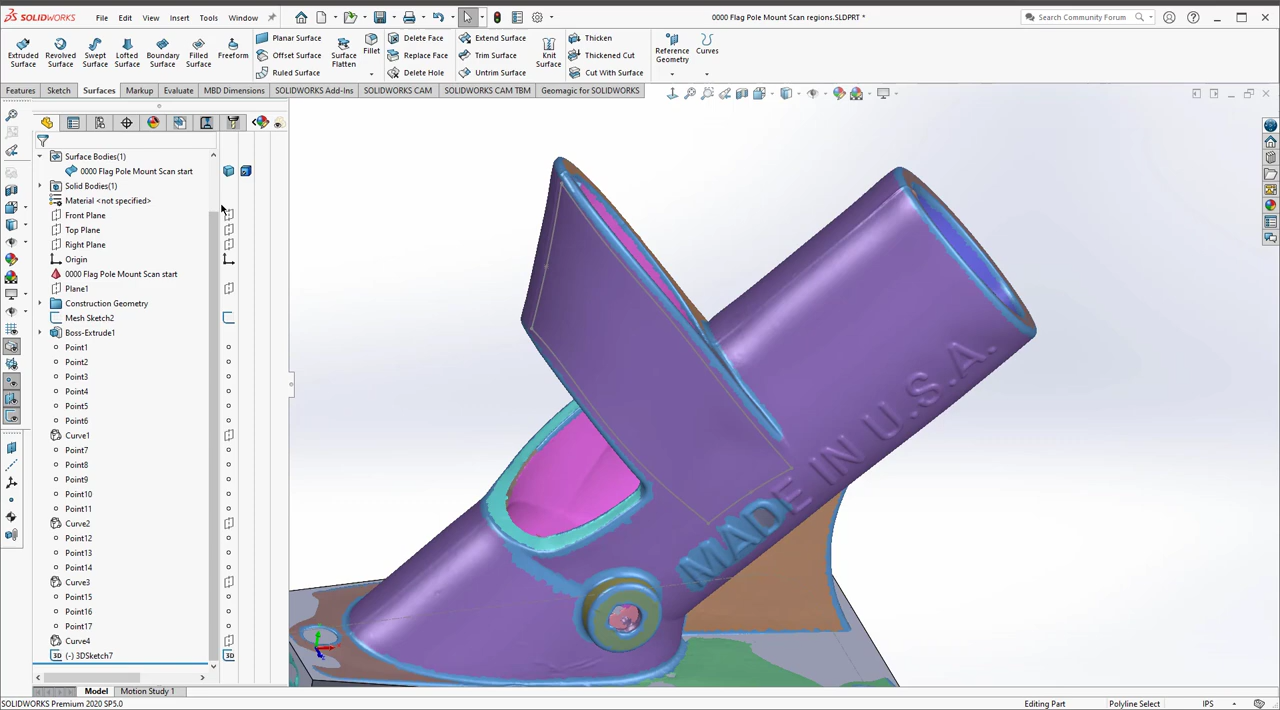 SOLIDWORKS File Edit View Insert Tools Window 0000 Flag Pole Mount Scan regions.SLDPRT * Search Community Forum
Extruded Surface Revolved Surface Swept Surface Lofted Surface Boundary Surface Filled Surface Freeform
Planar Surface
Offset Surface
Ruled Surface
Surface Flatten
Fillet
Delete Face
Replace Face
Delete Hole
Extend Surface
Trim Surface
Untrim Surface
Knit Surface
Thicken
Thickened Cut
Cut With Surface
Reference Geometry
Curves
Features Sketch Surfaces Markup Evaluate MBD Dimensions SOLIDWORKS Add-Ins SOLIDWORKS CAM SOLIDWORKS CAM TBM Geomagic for SOLIDWORKS
Surface Bodies(1)
0000 Flag Pole Mount Scan start
Solid Bodies(1)
Material <not specified>
Front Plane
Top Plane
Right Plane
Origin
0000 Flag Pole Mount Scan start
Plane1
Construction Geometry
Mesh Sketch2
Boss-Extrude1
Point1
Point2
Point3
Point4
Point5
Point6
Curve1
Point7
Point8
Point9
Point10
Point11
Curve2
Point12
Point13
Point14
Curve3
Point15
Point16
Point17
Curve4
3D (-) 3DSketch7 3D
MADE IN U.S.A.
Model Motion Study 1
SOLIDWORKS Premium 2020 SP5.0 Editing Part Polyline Select IPS